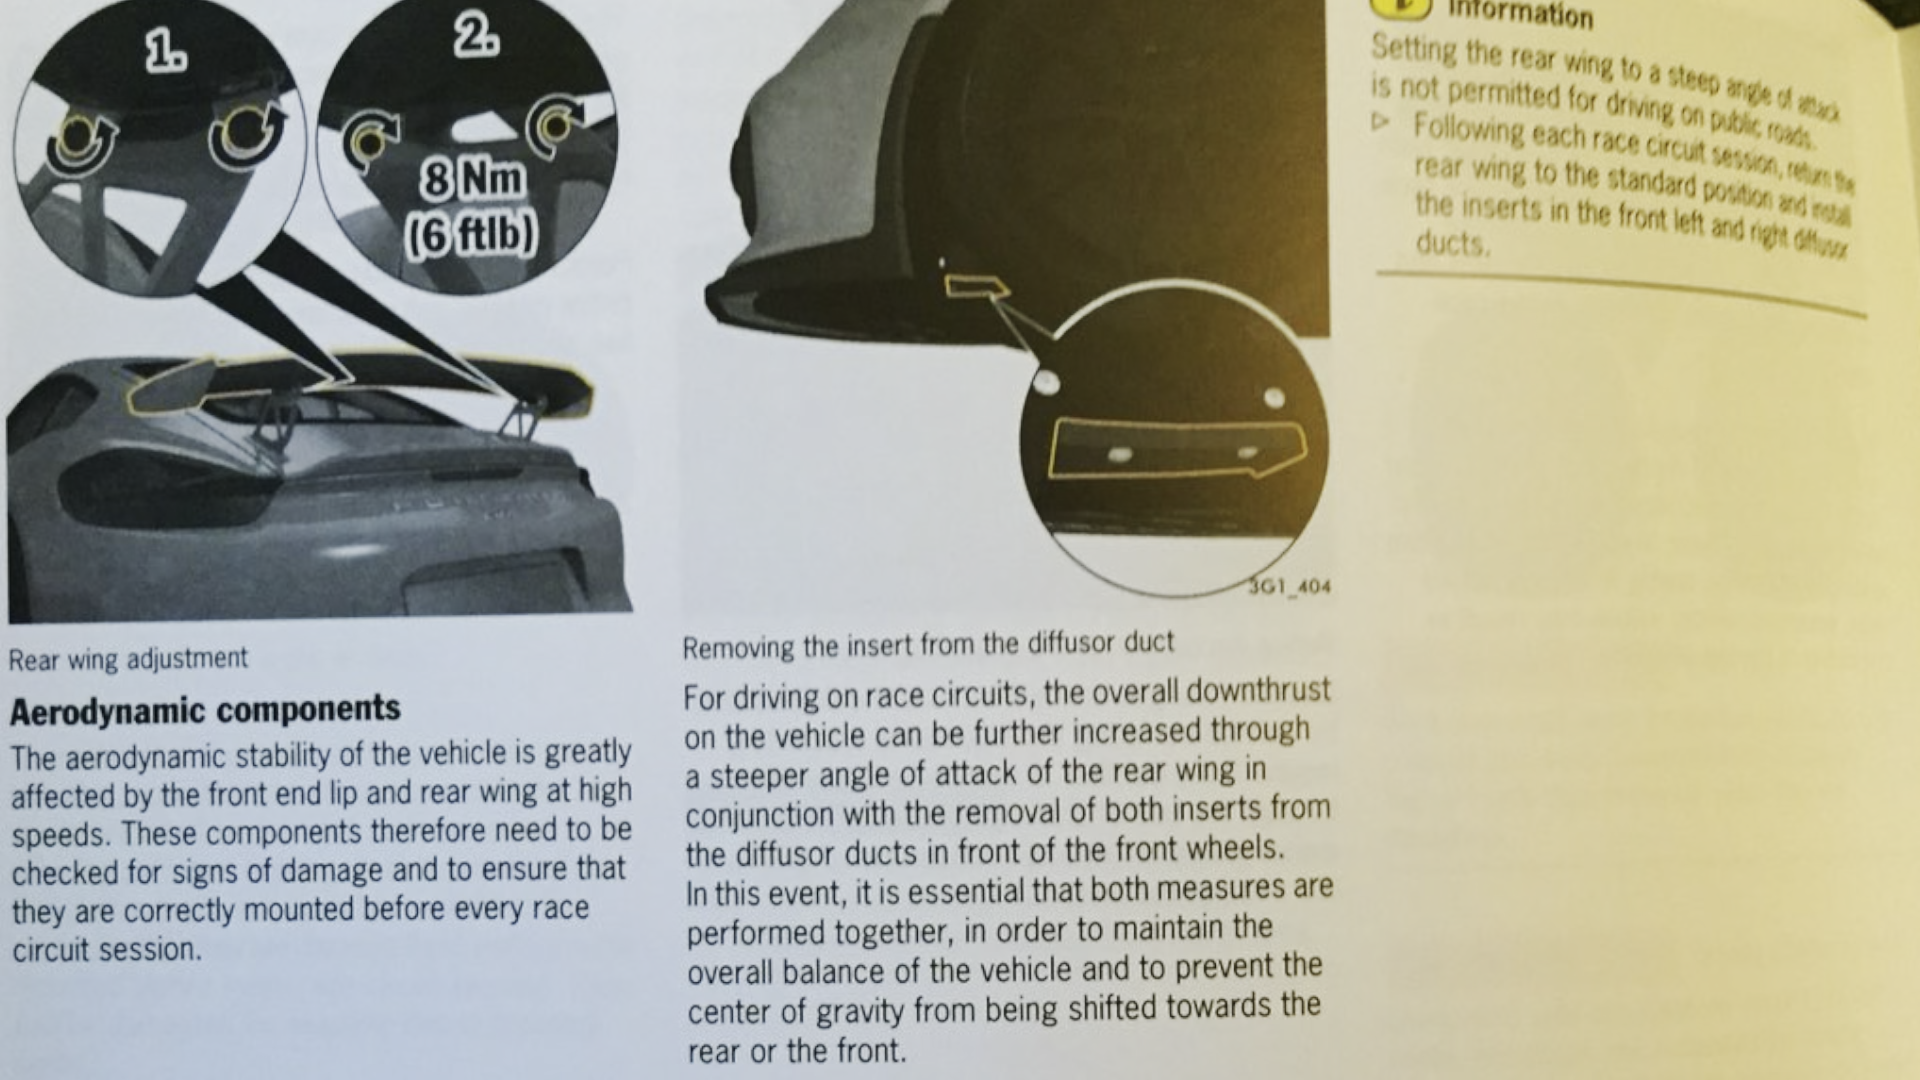 1.
2.
8 Nm
(6 ftlb)
Rear wing adjustment
Aerodynamic components
The aerodynamic stability of the vehicle is greatly
affected by the front end lip and rear wing at high
speeds. These components therefore need to be
checked for signs of damage and to ensure that
they are correctly mounted before every race
circuit session.
3G1_404
Removing the insert from the diffusor duct
For driving on race circuits, the overall downthrust
on the vehicle can be further increased through
a steeper angle of attack of the rear wing in
conjunction with the removal of both inserts from
the diffusor ducts in front of the front wheels.
In this event, it is essential that both measures are
performed together, in order to maintain the
overall balance of the vehicle and to prevent the
center of gravity from being shifted towards the
rear or the front.
Information
Setting the rear wing to a steep angle of attack
is not permitted for driving on public roads.
▷ Following each race circuit session, return the
rear wing to the standard position and install
the inserts in the front left and right diffusor
ducts.